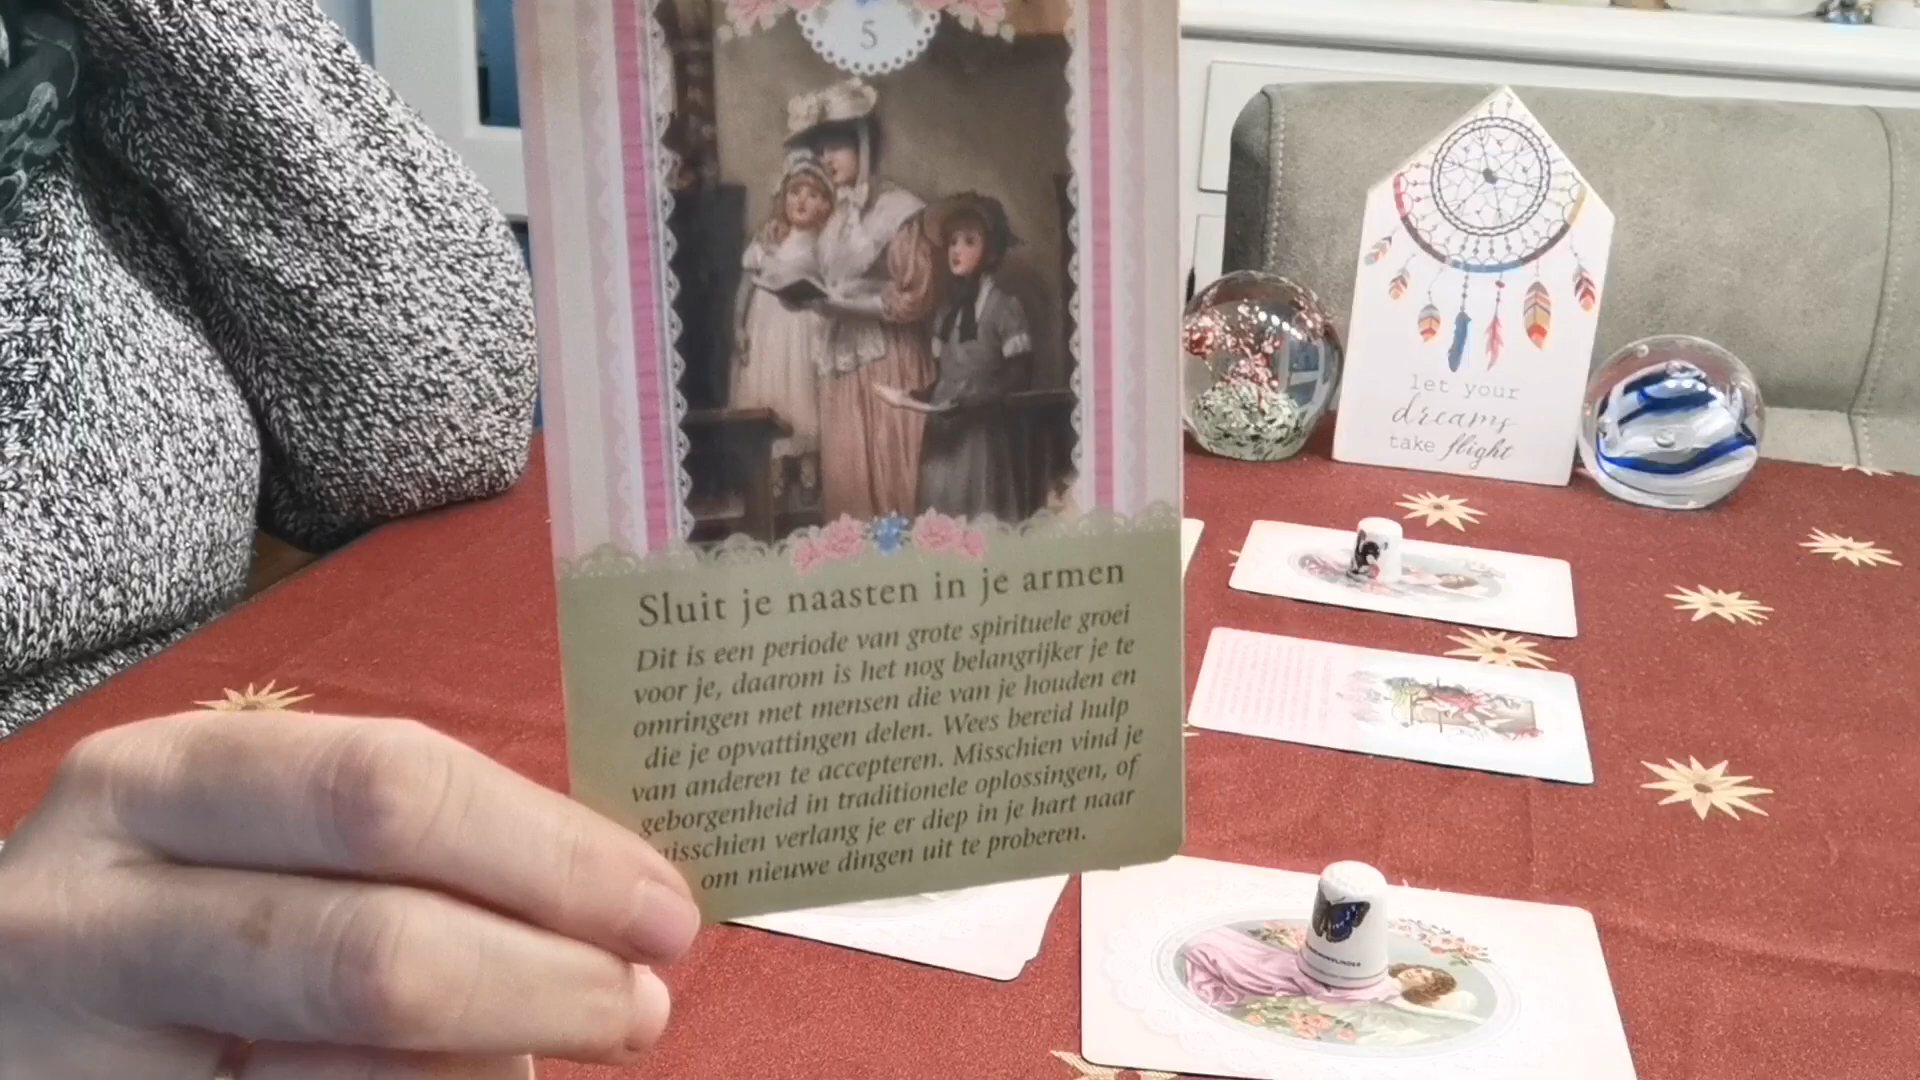 5
Sluit je naasten in je armen
Dit is een periode van grote spirituele groei
voor je, daarom is het nog belangrijker je te
omringen met mensen die van je houden en
die je opvattingen delen. Wees bereid hulp
van anderen te accepteren. Misschien vind je
geborgenheid in traditionele oplossingen, of
misschien verlang je er diep in je hart naar
om nieuwe dingen uit te proberen.
let your
dreams
take flight